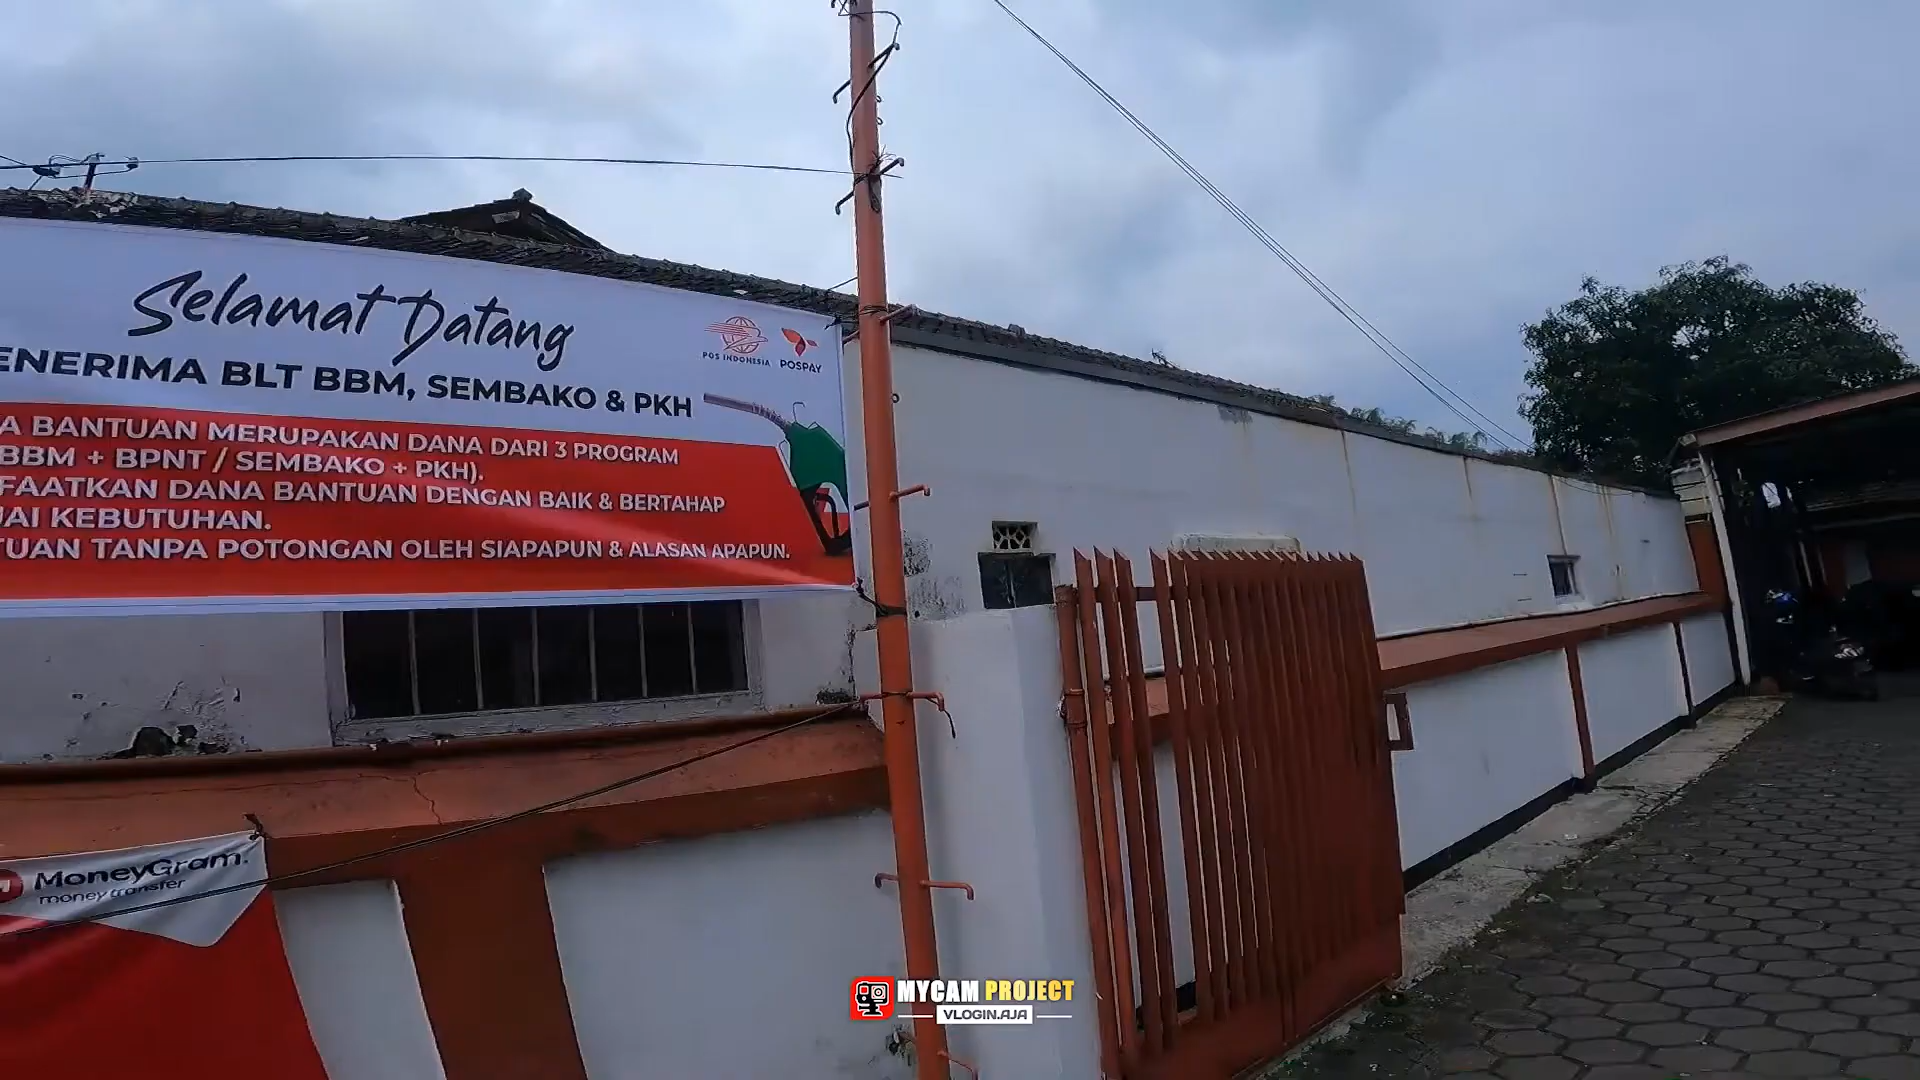 Selamat Datang
POS INDONESIA
POSPAY
ENERIMA BLT BBM, SEMBAKO & PKH
A BANTUAN MERUPAKAN DANA DARI 3 PROGRAM
BBM + BPNT / SEMBAKO + PKH).
FAATKAN DANA BANTUAN DENGAN BAIK & BERTAHAP
AI KEBUTUHAN.
TUAN TANPA POTONGAN OLEH SIAPAPUN & ALASAN APAPUN.
MoneyGram.
money transfer
MYCAM PROJECT
VLOGIN.AJA